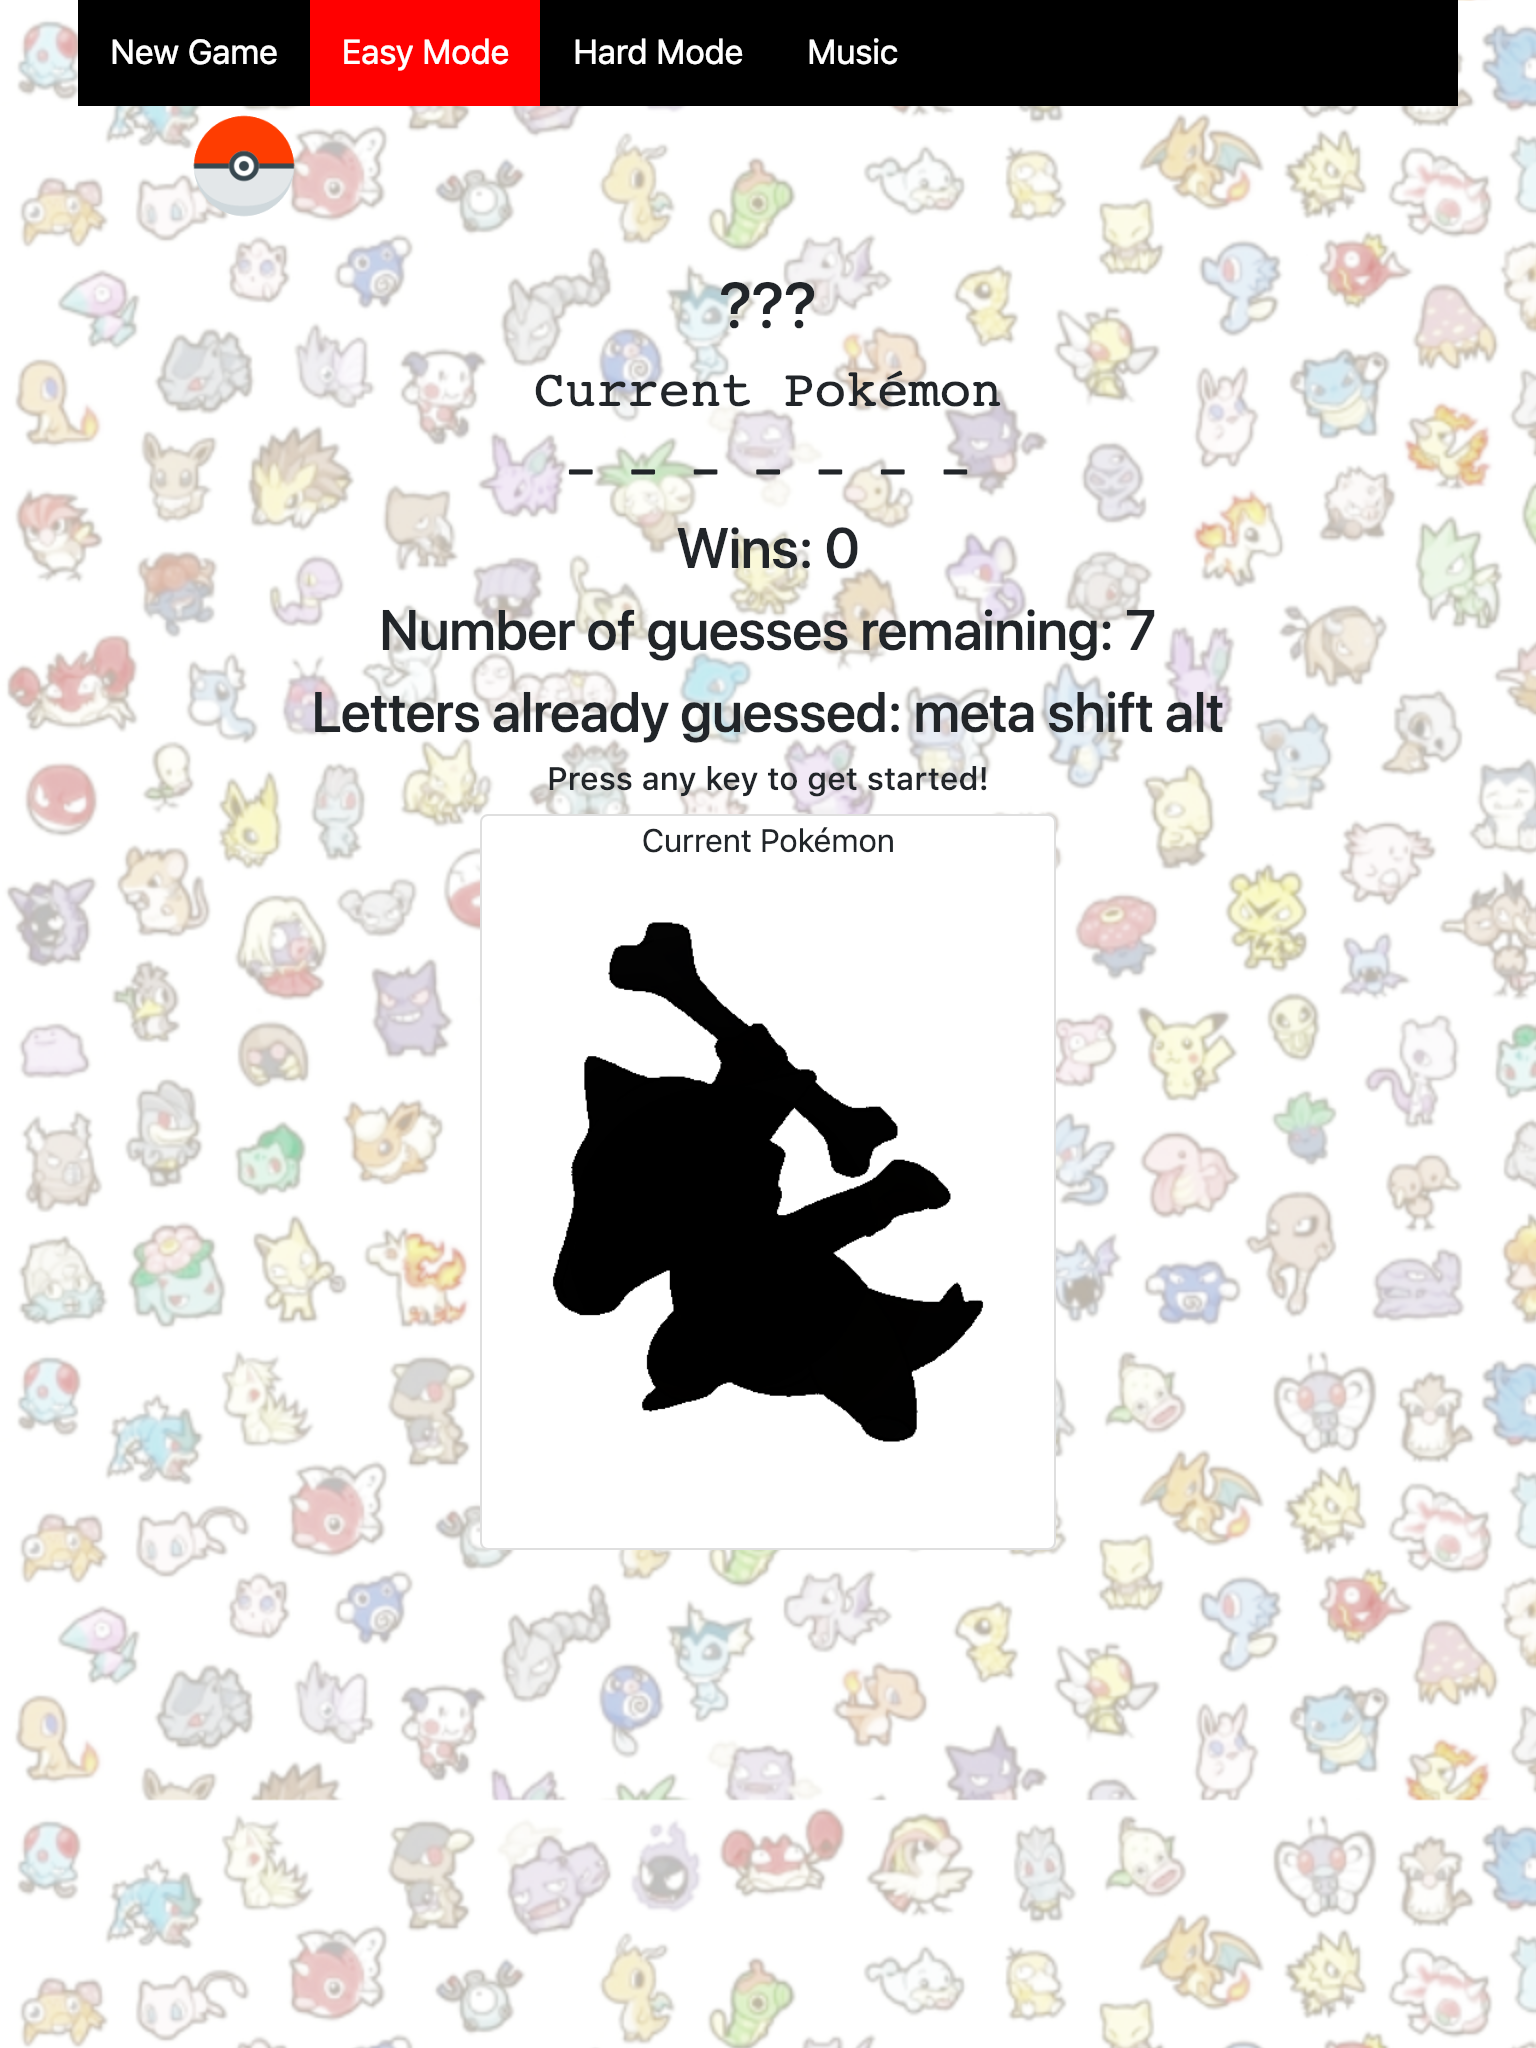 New Game Easy Mode Hard Mode Music
???
Current Pokémon
- - - - - - -
Wins: 0
Number of guesses remaining: 7
Letters already guessed: meta shift alt
Press any key to get started!
Current Pokémon